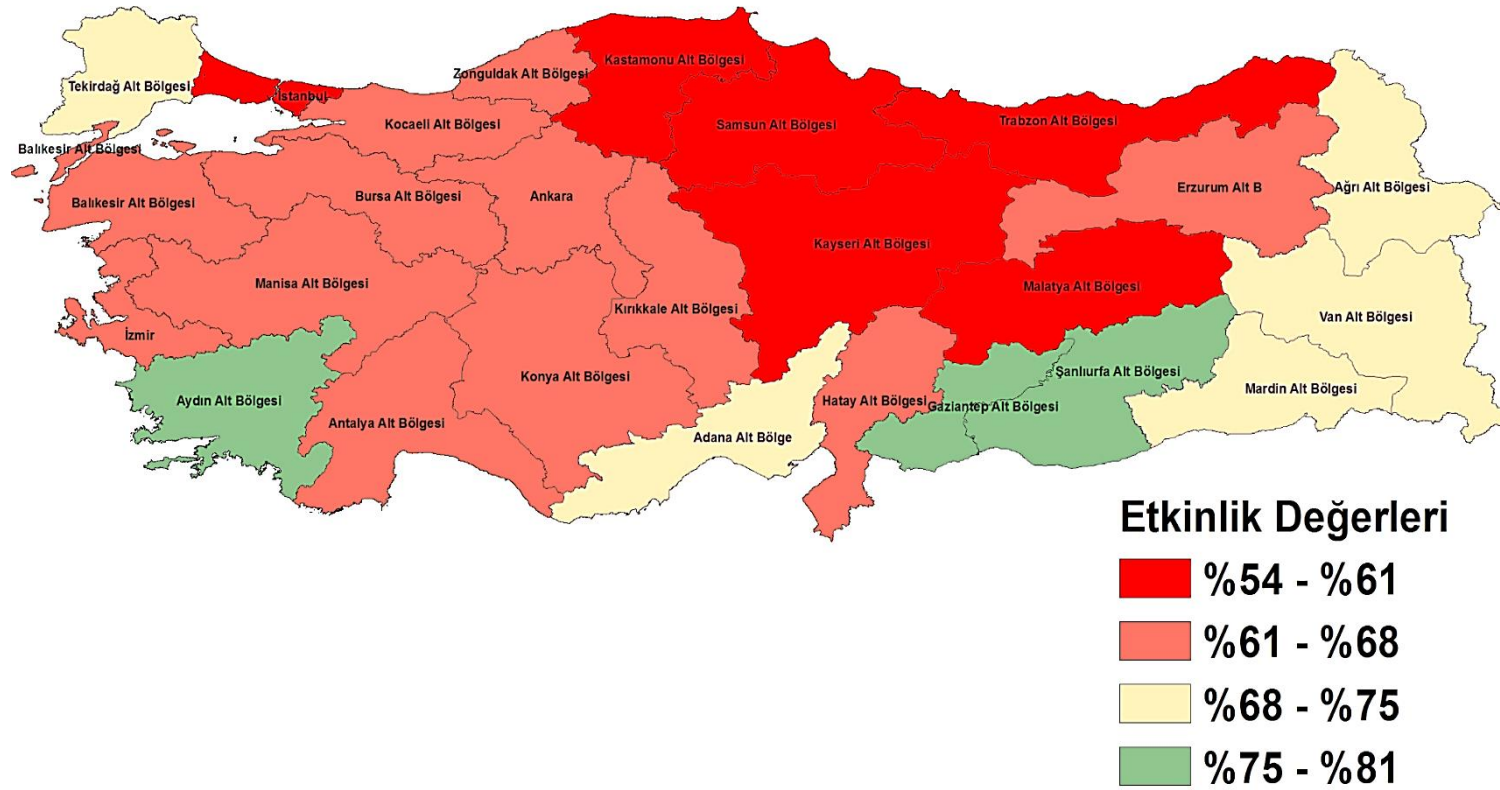 Kastamonu Alt Bölgesi
Zonguldak Alt Bölgesi
Tekirdağ Alt Bölgesi
İstanbul
Kocaeli Alt Bölgesi
Samsun Alt Bölgesi
Trabzon Alt Bölgesi
Balıkesir Alt Bölgesi
Balıkesir Alt Bölgesi
Bursa Alt Bölgesi
Ankara
Erzurum Alt B
Ağrı Alt Bölgesi
Kayseri Alt Bölgesi
Manisa Alt Bölgesi
Malatya Alt Bölgesi
Kırıkkale Alt Bölgesi
Van Alt Bölgesi
İzmir
Konya Alt Bölgesi
Şanlıurfa Alt Bölgesi
Mardin Alt Bölgesi
Aydın Alt Bölgesi
Hatay Alt Bölgesi
Gaziantep Alt Bölgesi
Antalya Alt Bölgesi
Adana Alt Bölge
Etkinlik Değerleri
%54 - %61
%61 - %68
%68 - %75
%75 - %81